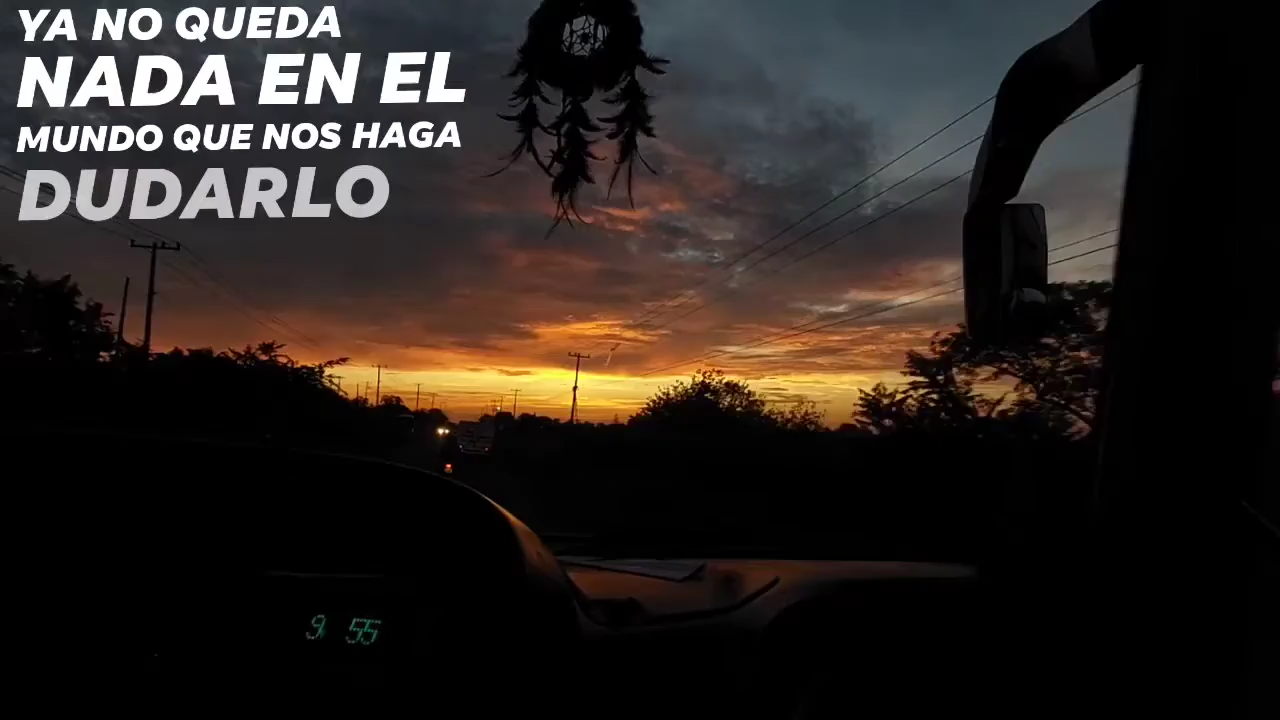 YA NO QUEDA
NADA EN EL
MUNDO QUE NOS HAGA
DUDARLO
9 55